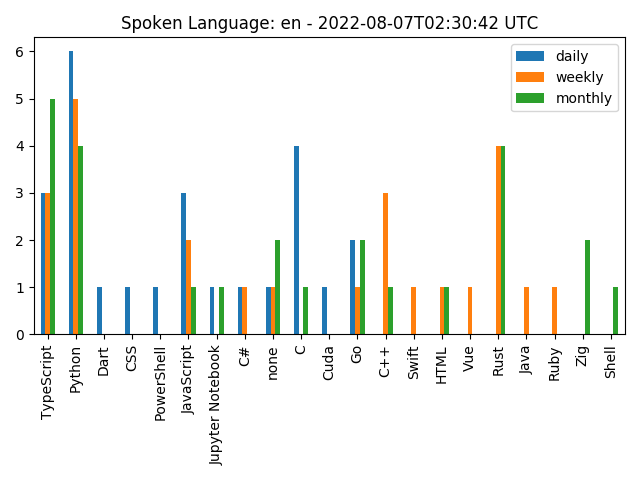 Spoken Language: en - 2022-08-07T02:30:42 UTC
daily
weekly
monthly
6
5
4
3
2
1
0
TypeScript
Python
Dart
CSS
PowerShell
JavaScript
Jupyter Notebook
C#
none
C
Cuda
Go
C++
Swift
HTML
Vue
Rust
Java
Ruby
Zig
Shell